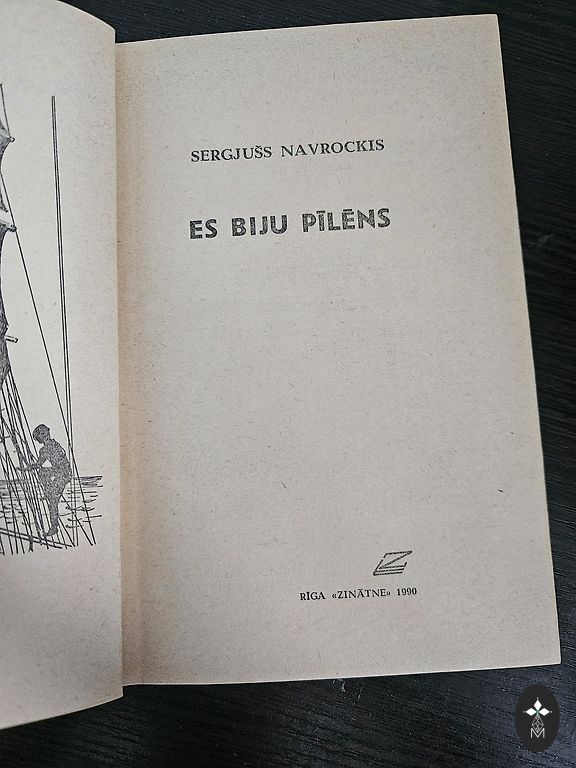 SERGJUŠS NAVROCKIS
ES BIJU PĪLĒNS
Z
RĪGA «ZINĀTNE» 1990
M